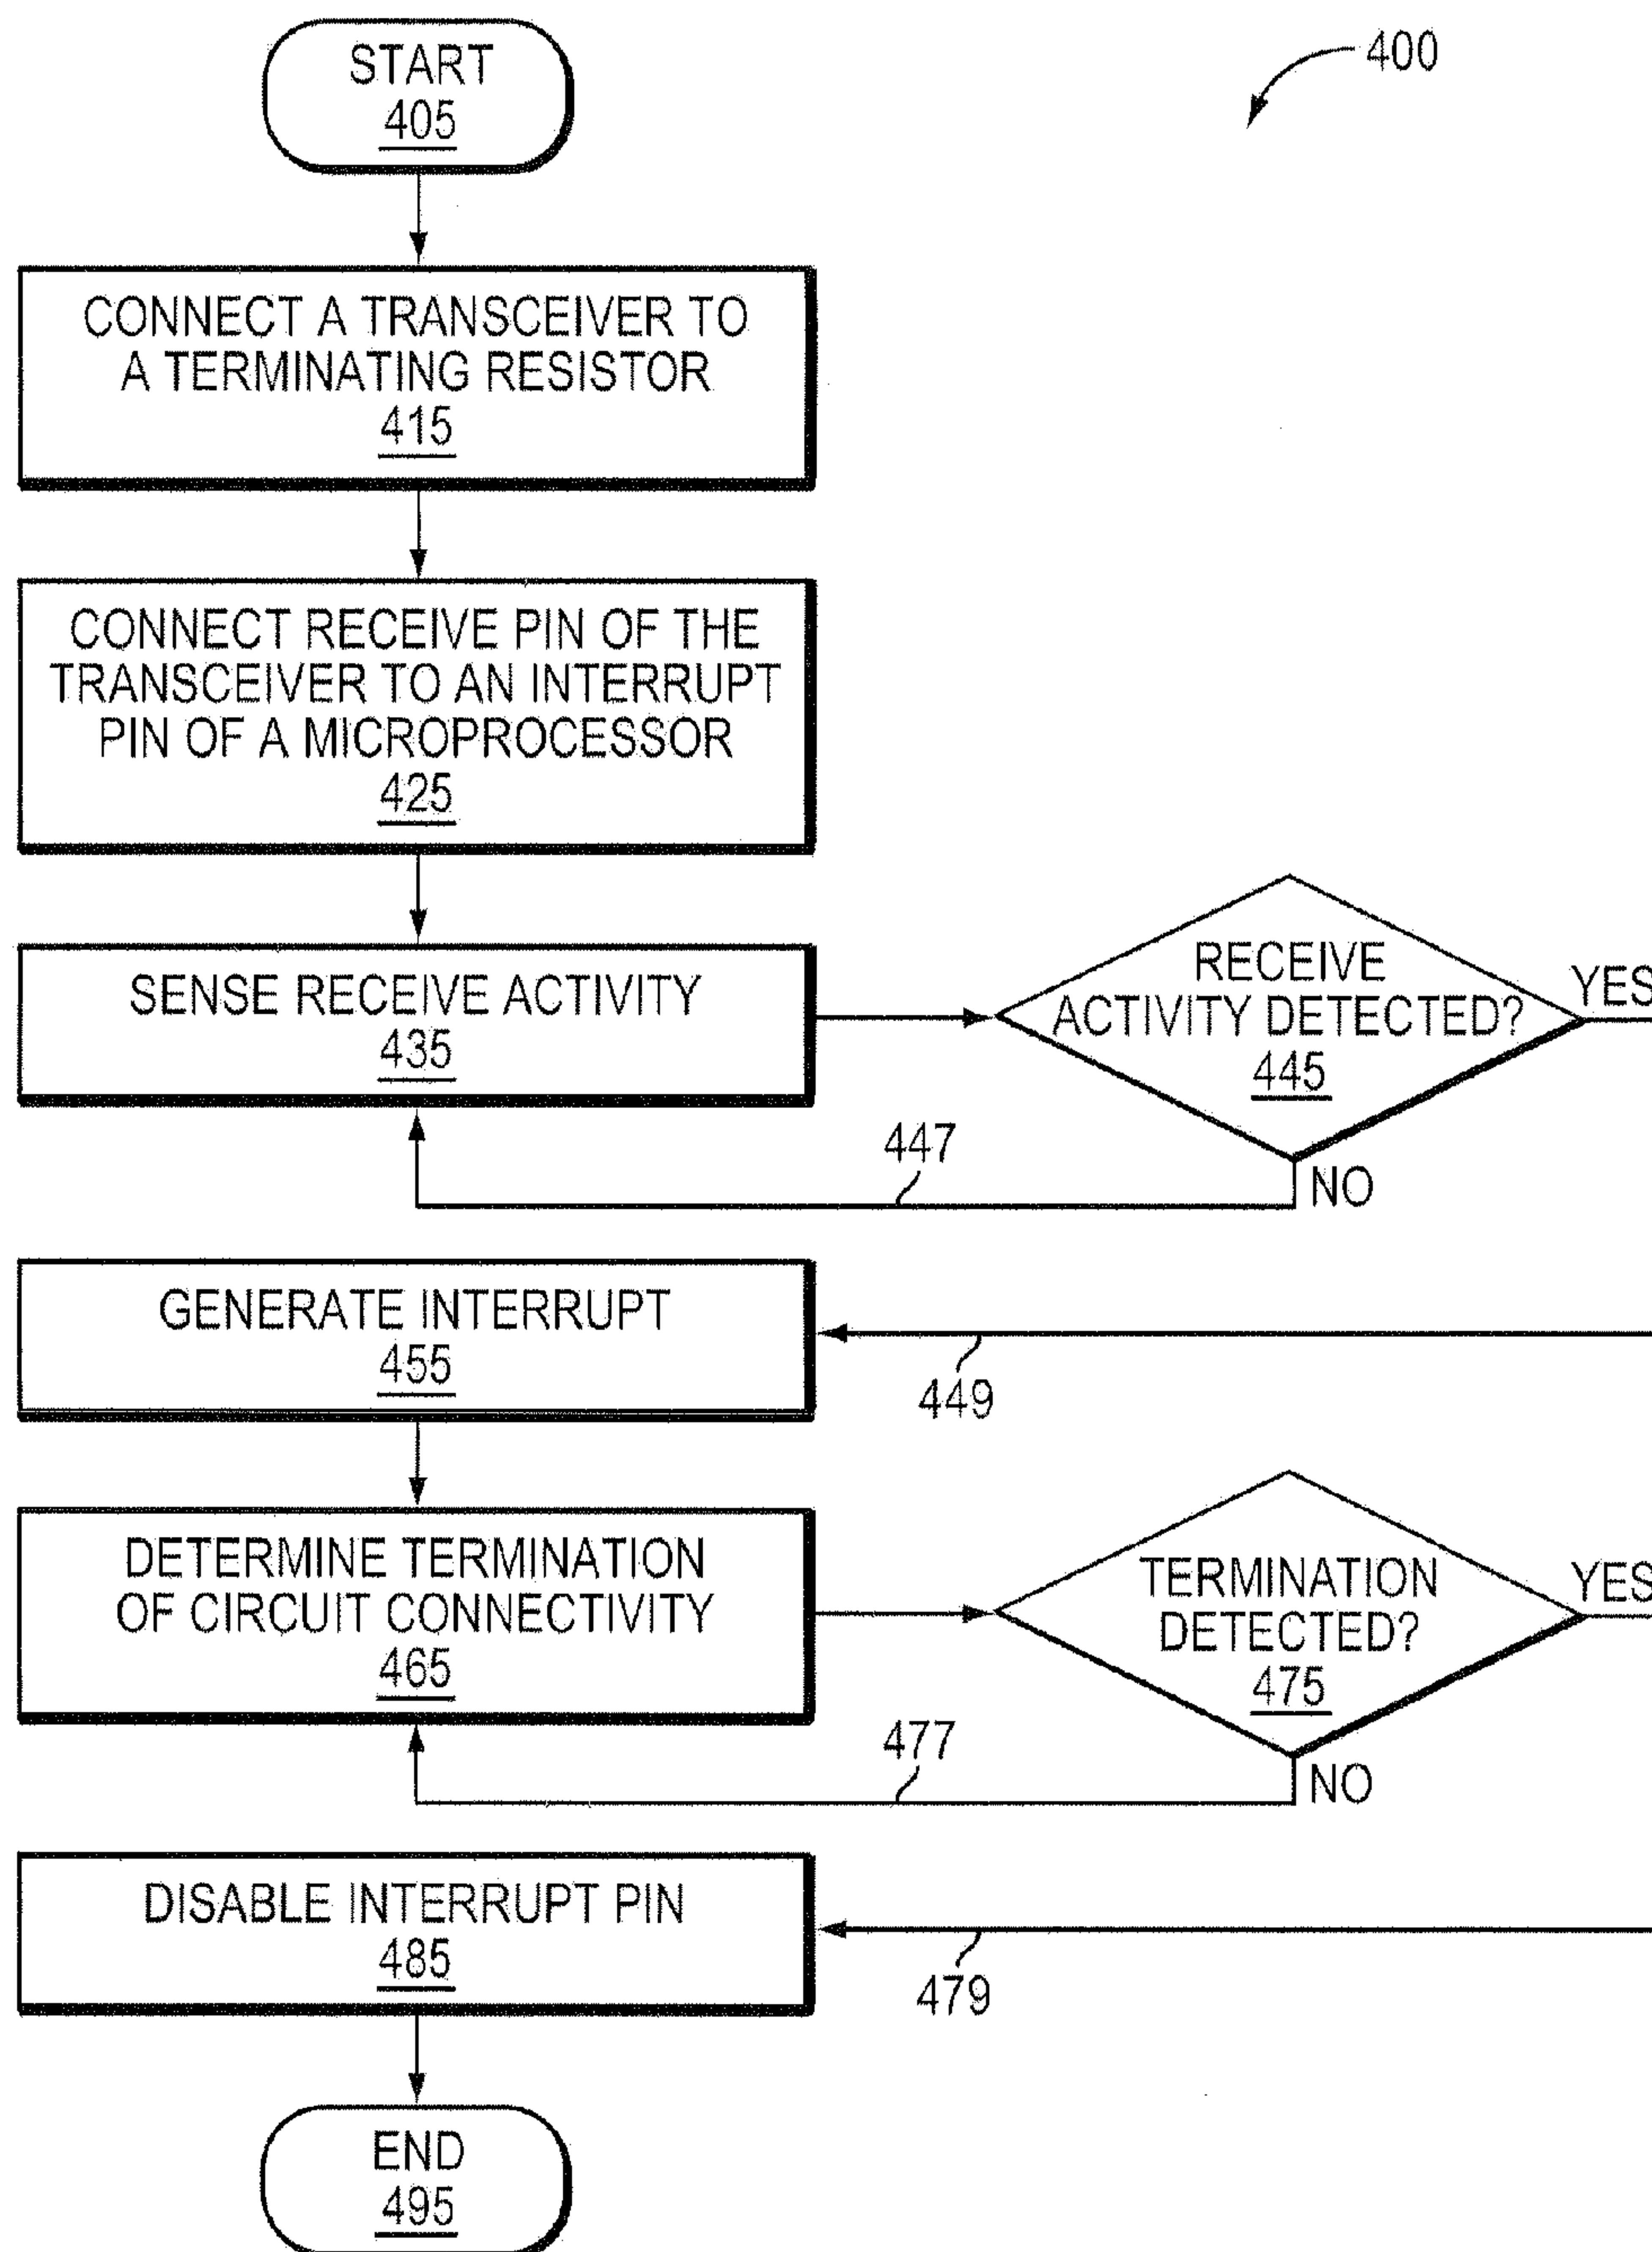 START
405
400
CONNECT A TRANSCEIVER TO
A TERMINATING RESISTOR
415
CONNECT RECEIVE PIN OF THE
TRANSCEIVER TO AN INTERRUPT
PIN OF A MICROPROCESSOR
425
SENSE RECEIVE ACTIVITY
435
RECEIVE
ACTIVITY DETECTED?
445
YES
447
NO
GENERATE INTERRUPT
455
449
DETERMINE TERMINATION
OF CIRCUIT CONNECTIVITY
465
TERMINATION
DETECTED?
475
YES
477
NO
DISABLE INTERRUPT PIN
485
479
END
495